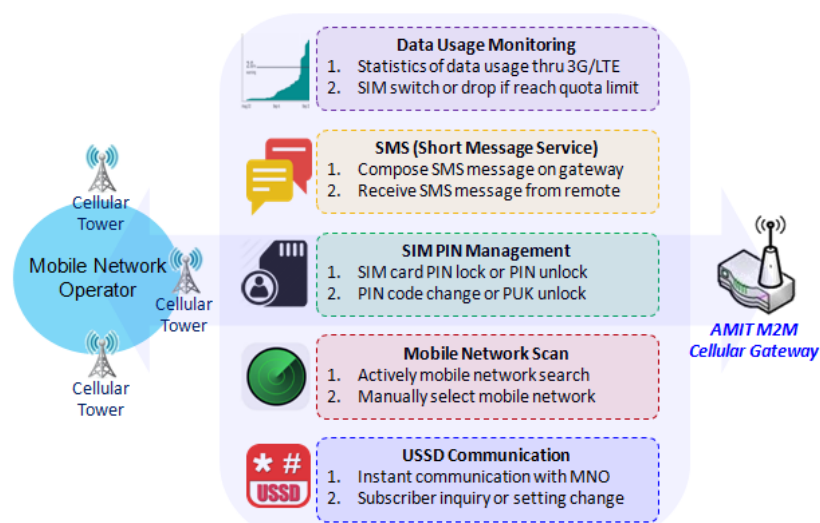 Data Usage Monitoring
1. Statistics of data usage thru 3G/LTE
2. SIM switch or drop if reach quota limit
SMS (Short Message Service)
1. Compose SMS message on gateway
2. Receive SMS message from remote
Cellular
Tower
Mobile Network
Operator
Cellular
Tower
Cellular
Tower
SIM PIN Management
1. SIM card PIN lock or PIN unlock
2. PIN code change or PUK unlock
AMIT M2M
Cellular Gateway
Mobile Network Scan
1. Actively mobile network search
2. Manually select mobile network
* #
USSD
USSD Communication
1. Instant communication with MNO
2. Subscriber inquiry or setting change